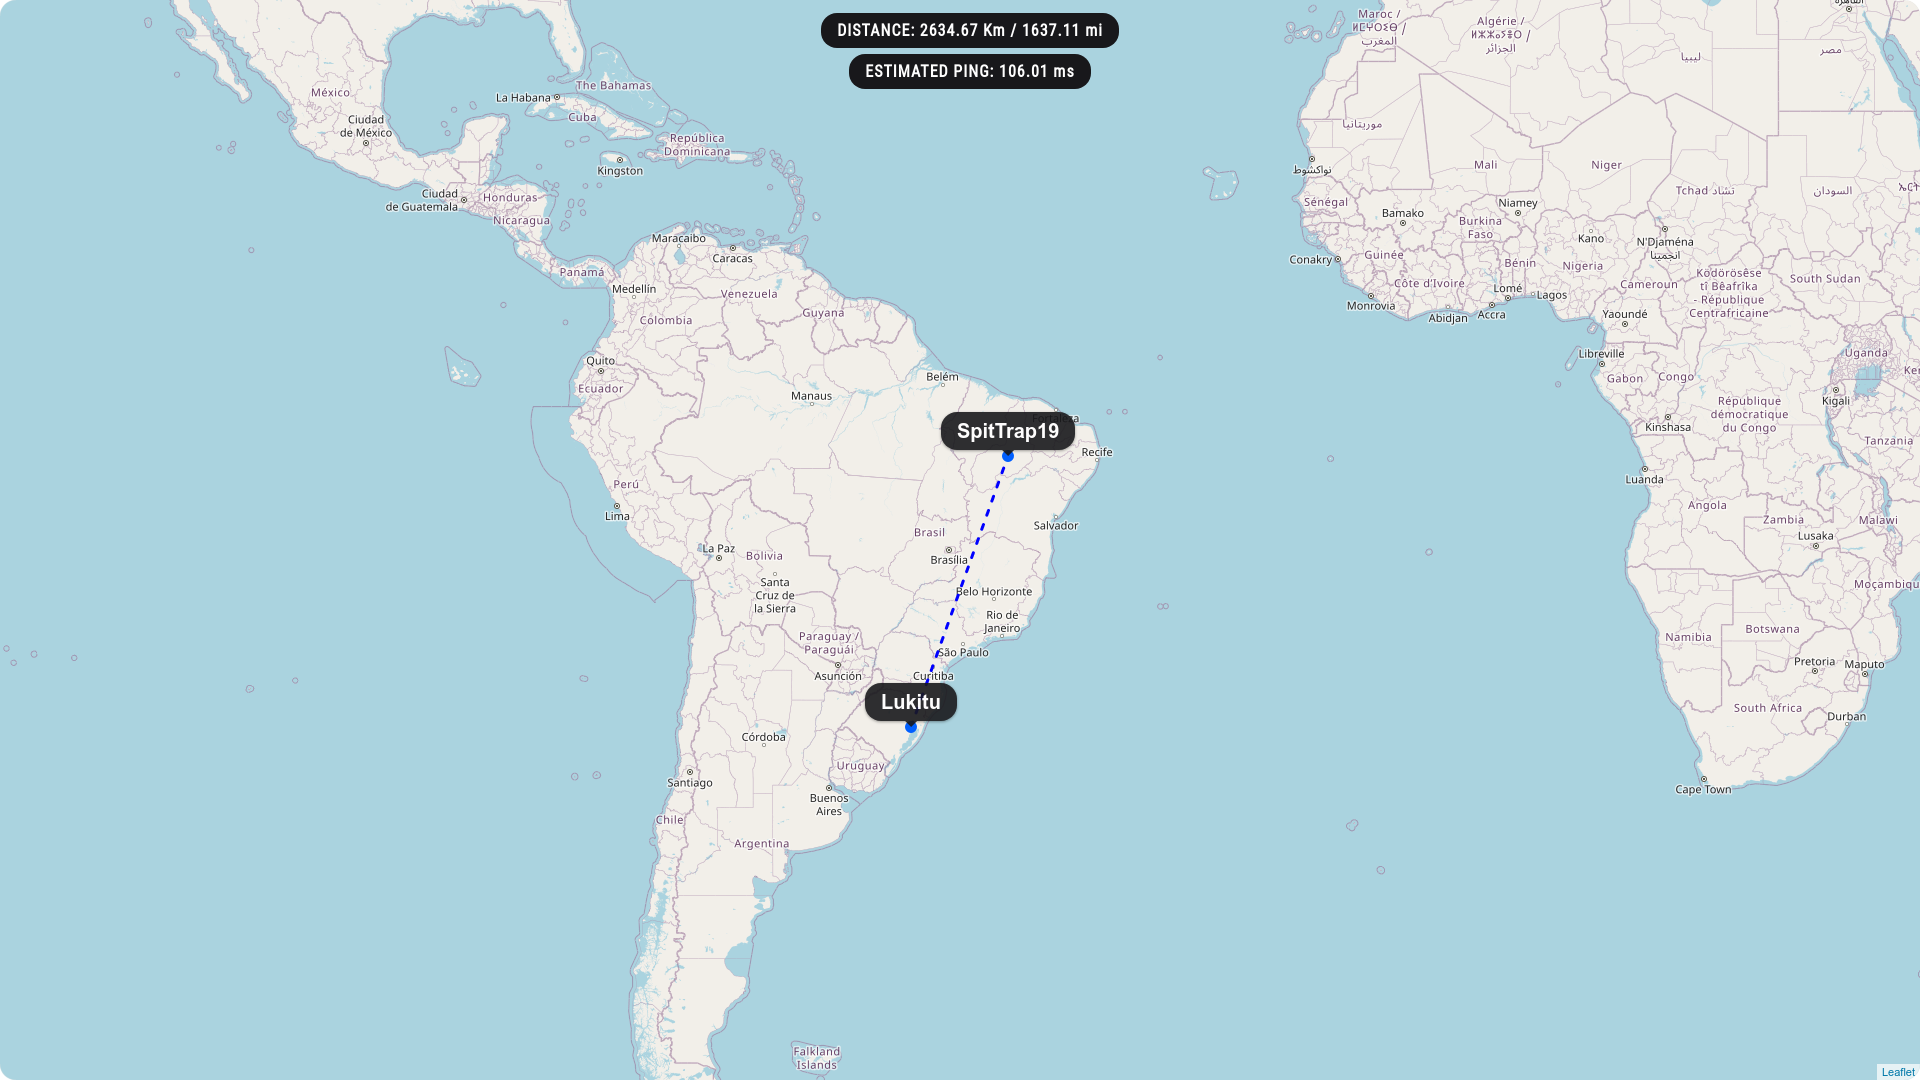 DISTANCE: 2634.67 Km / 1637.11 mi
ESTIMATED PING: 106.01 ms
Maroc /
ⵍⵎⵖⵔⵉⴱ /
المغرب
Algérie /
ⵍⵣⵣⴰⵢⴻⵔ /
الجزائر
القاهرة
ليبيا
مصر
México
Ciudad
de México
La Habana
The Bahamas
Cuba
República
Dominicana
Kingston
Ciudad
de Guatemala
Honduras
Nicaragua
موريتانيا
نواكشوط
Mali
Niger
Tchad تشاد
السودان
Sénégal
Bamako
Niamey
Burkina
Faso
Kano
N'Djaména
انجمينا
Maracaibo
Caracas
Panamá
Medellín
Venezuela
Colombia
Guyana
Conakry
Guinée
Bénin
Nigeria
Côte d'Ivoire
Lomé
Lagos
Monrovia
Abidjan
Accra
Cameroun
Ködörösêse
tî Bêafrîka
- République
Centrafricaine
South Sudan
Yaoundé
Quito
Ecuador
Belém
Manaus
Libreville
Gabon
Congo
Uganda
Kigali
République
démocratique
du Congo
Kinshasa
Tanzania
SpitTrap19
Recife
Perú
Lima
Luanda
Angola
Zambia
Malawi
Lusaka
Salvador
Brasil
Brasília
La Paz
Bolivia
Santa
Cruz de
la Sierra
Belo Horizonte
Rio de
Janeiro
São Paulo
Paraguay /
Paraguái
Asunción
Curitiba
Moçambiqu
Namibia
Botswana
Pretoria
Maputo
South Africa
Durban
Cape Town
Lukitu
Córdoba
Uruguay
Santiago
Buenos
Aires
Chile
Argentina
Falkland
Islands
Leaflet